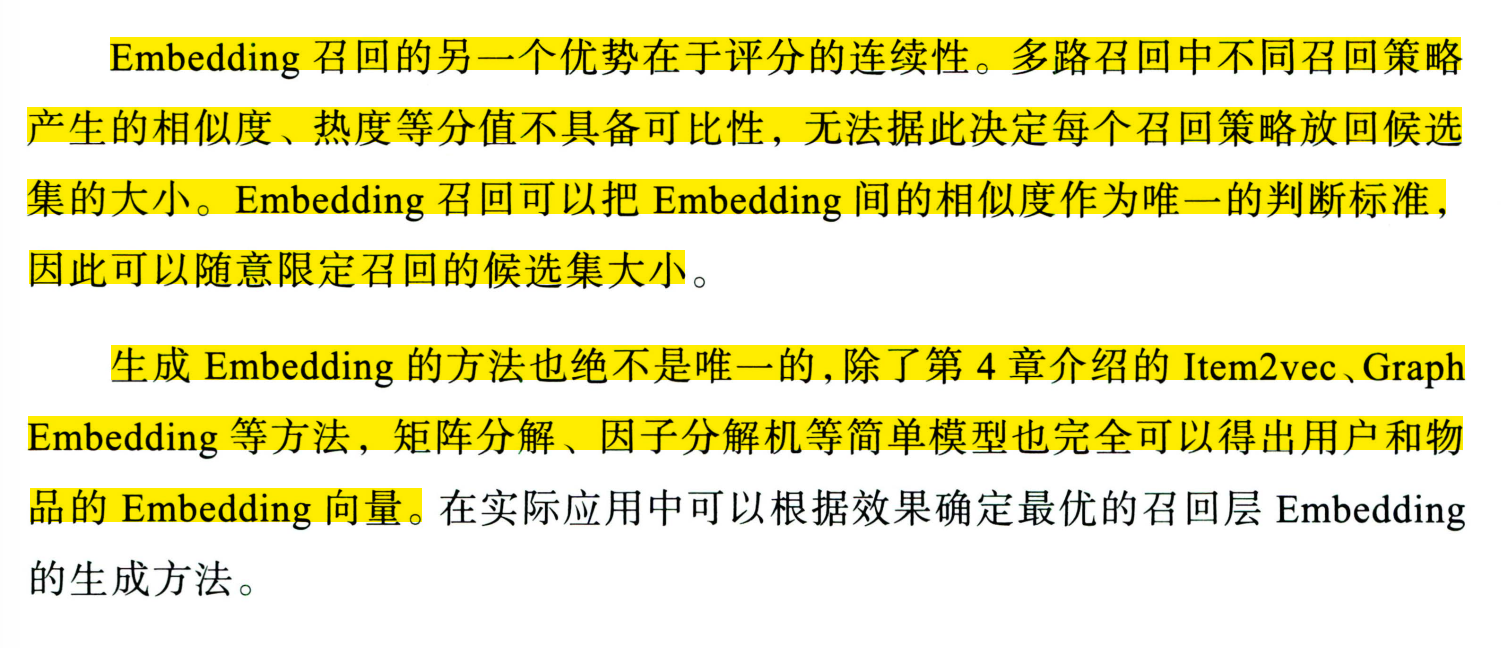 Embedding 召回的另一个优势在于评分的连续性。多路召回中不同召回策略
产生的相似度、热度等分值不具备可比性，无法据此决定每个召回策略放回候选
集的大小。Embedding 召回可以把 Embedding 间的相似度作为唯一的判断标准，
因此可以随意限定召回的候选集大小。
生成 Embedding 的方法也绝不是唯一的，除了第 4 章介绍的 Item2vec、Graph
Embedding 等方法，矩阵分解、因子分解机等简单模型也完全可以得出用户和物
品的 Embedding 向量。在实际应用中可以根据效果确定最优的召回层 Embedding
的生成方法。